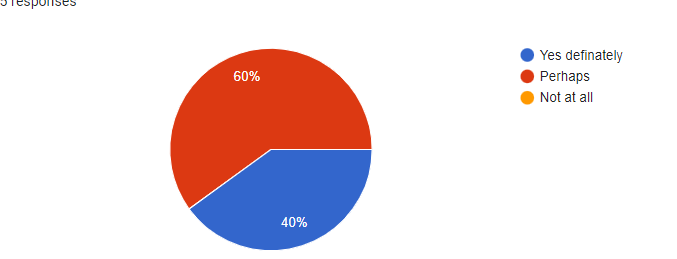 5 responses
Yes definately
Perhaps
Not at all
60%
40%